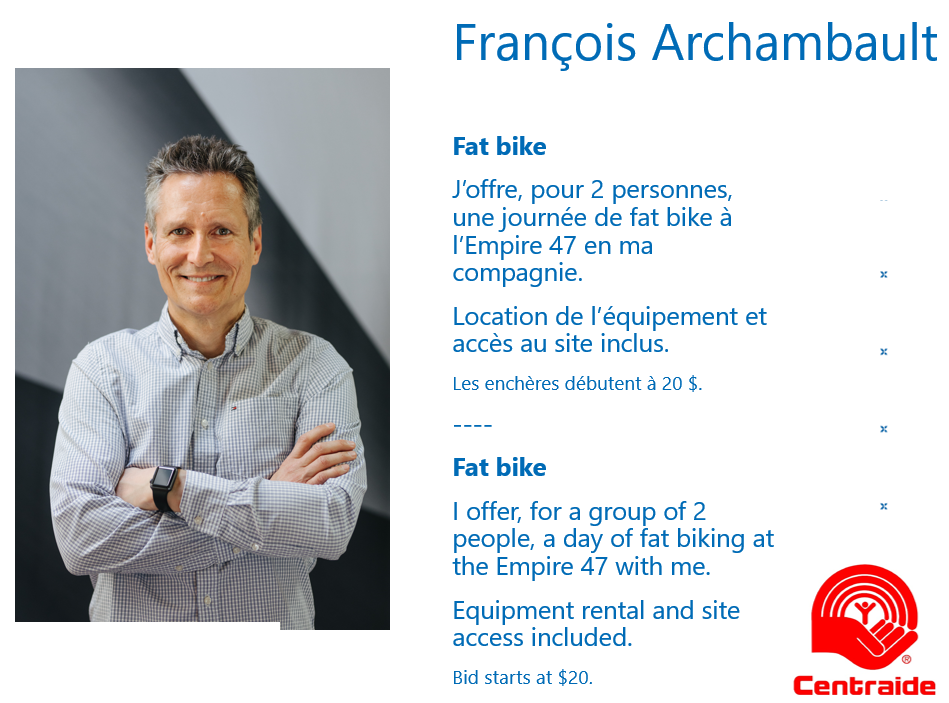 François Archambault
Fat bike
J'offre, pour 2 personnes,
une journée de fat bike à
l'Empire 47 en ma
compagnie.
Location de l'équipement et
accès au site inclus.
Les enchères débutent à 20 $.
----
Fat bike
I offer, for a group of 2
people, a day of fat biking at
the Empire 47 with me.
Equipment rental and site
access included.
Bid starts at $20.
®
Centraide